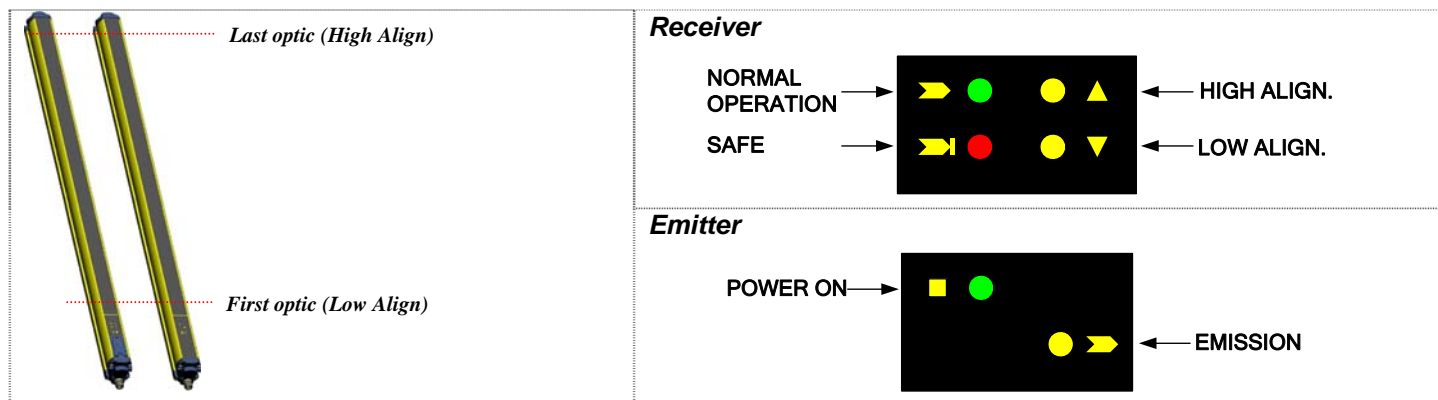 Last optic (High Align)
First optic (Low Align)
Receiver
NORMAL
OPERATION
HIGH ALIGN.
SAFE
LOW ALIGN.
Emitter
POWER ON
EMISSION